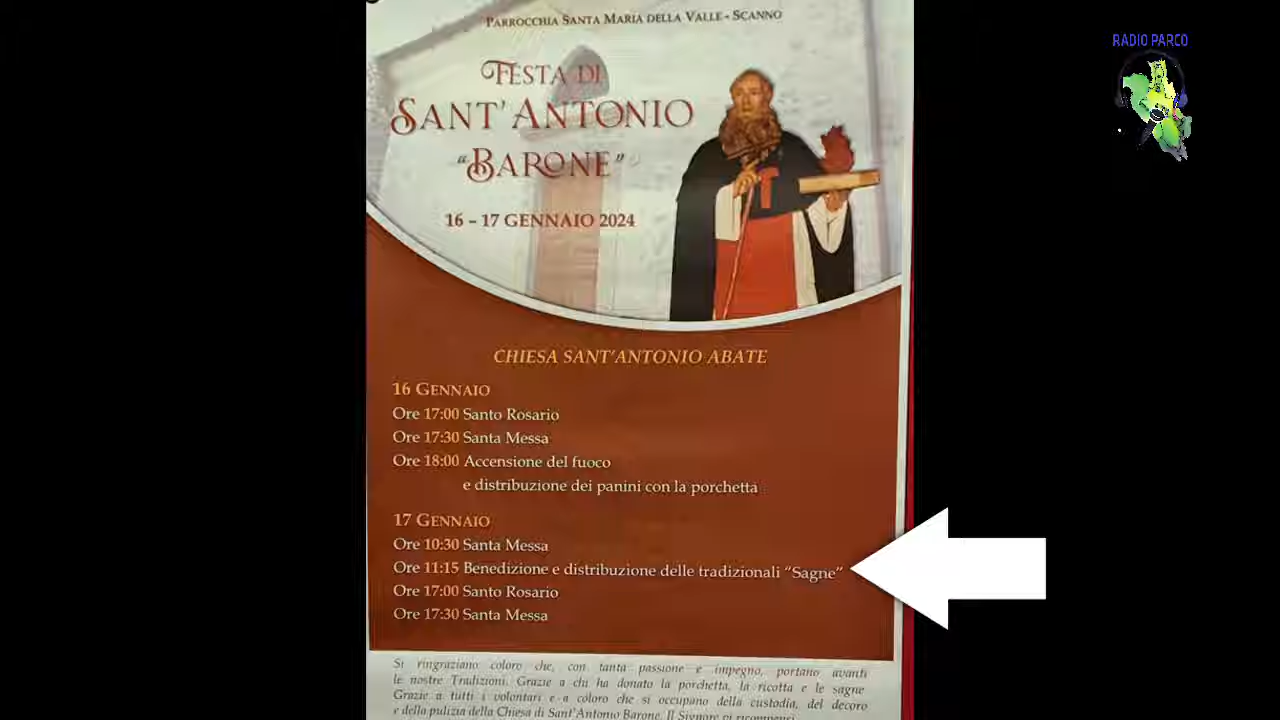 PARROCCHIA SANTA MARIA DELLA VALLE - SCANNO
RADIO PARCO
FESTA DI
SANT'ANTONIO
"BARONE"
16 – 17 GENNAIO 2024
CHIESA SANT'ANTONIO ABATE
16 GENNAIO
Ore 17:00 Santo Rosario
Ore 17:30 Santa Messa
Ore 18:00 Accensione del fuoco
e distribuzione dei panini con la porchetta
17 GENNAIO
Ore 10:30 Santa Messa
Ore 11:15 Benedizione e distribuzione delle tradizionali "Sagne"
Ore 17:00 Santo Rosario
Ore 17:30 Santa Messa
Si ringraziano coloro che, con tanta passione e impegno, portano avanti
le nostre Tradizioni. Grazie a chi ha donato la porchetta, la ricotta e le sagne
Grazie a tutti i volontari e a coloro che si occupano della custodia, del decoro
e della pulizia della Chiesa di Sant'Antonio Barone. Il Signore vi ricompensi